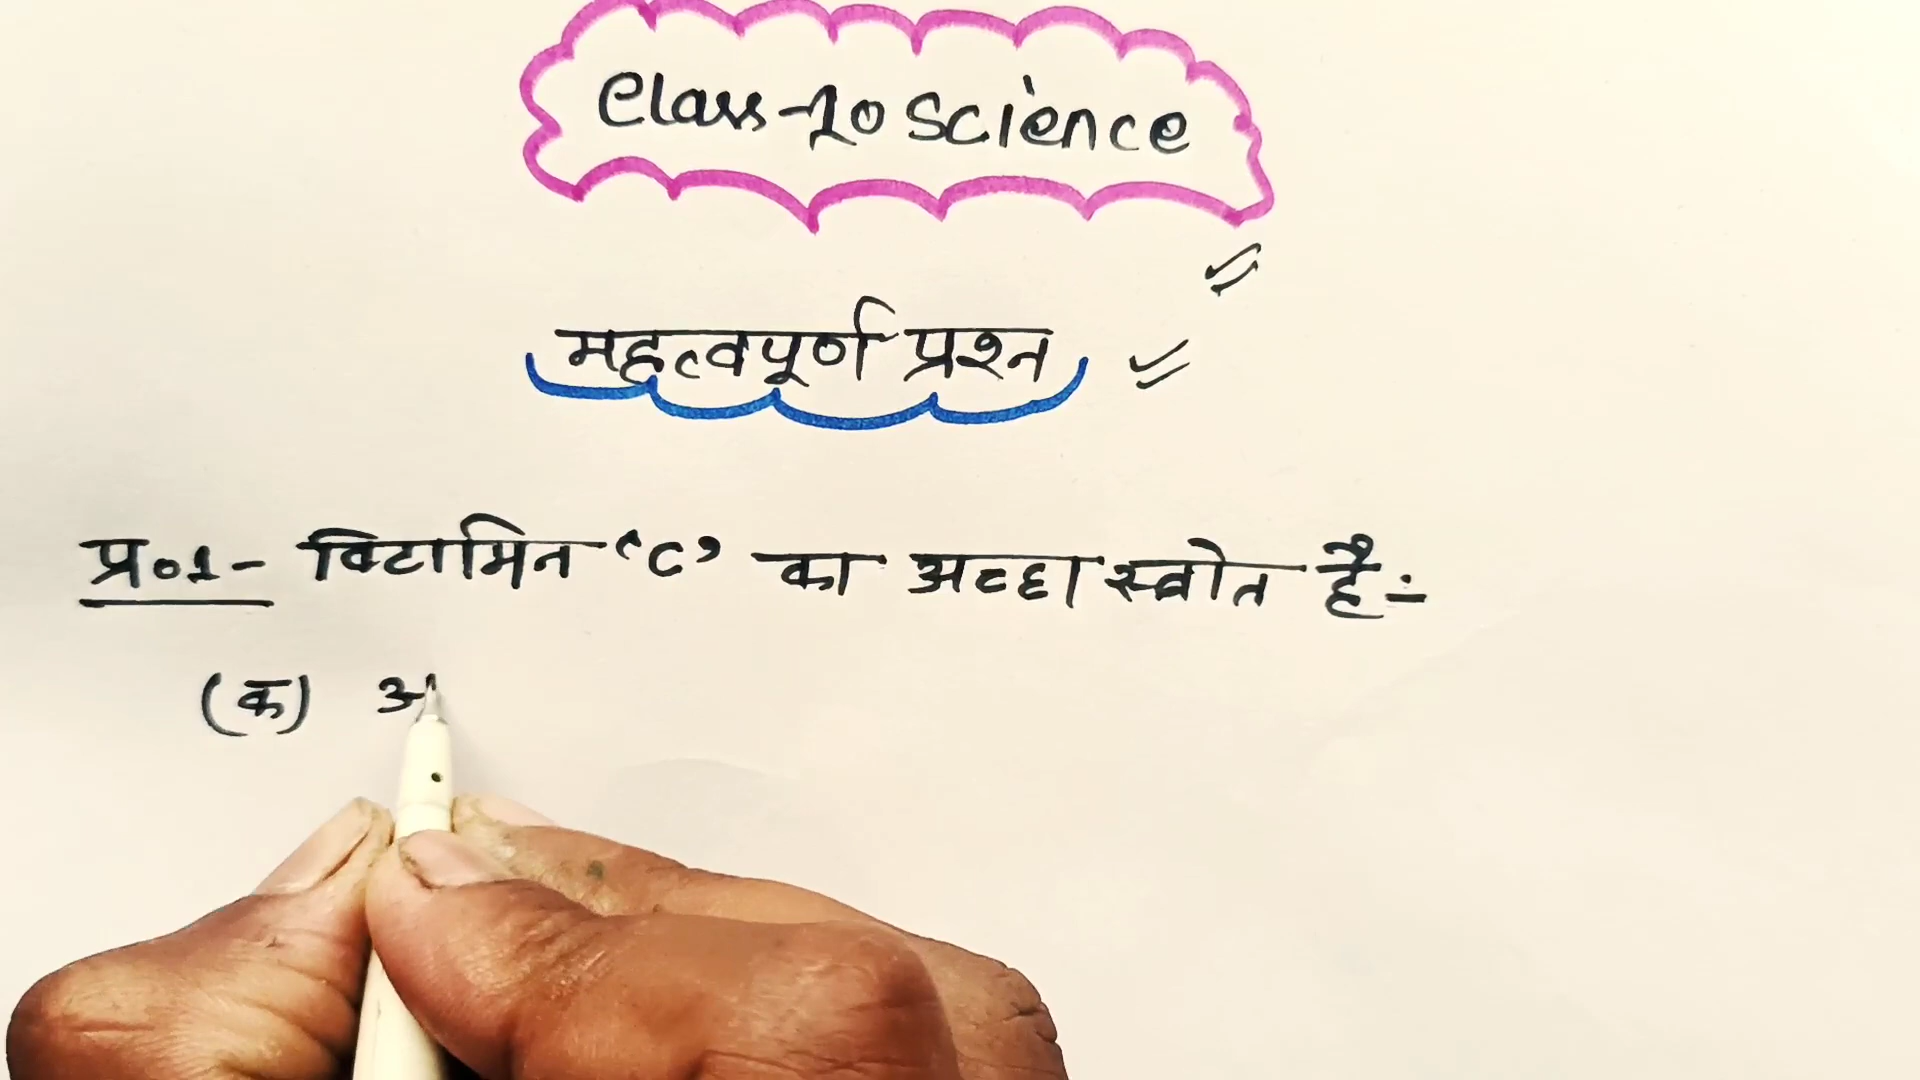 Class-10 Science
महत्वपूर्ण प्रश्न
प्र०1- विटामिन ‘C’ का अच्छा स्त्रोत है:-
(क) अ